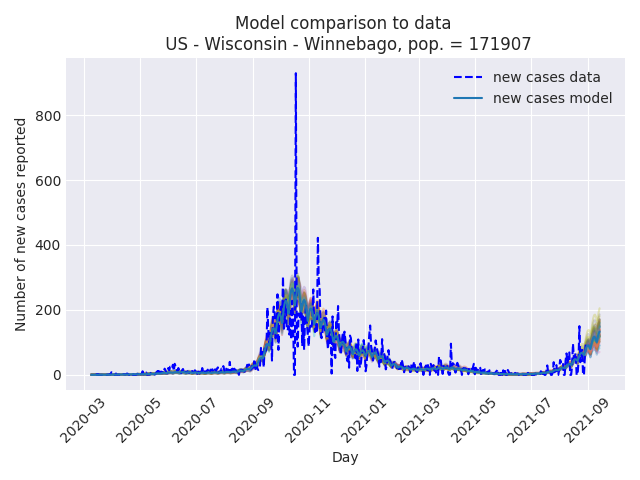 Model comparison to data
US - Wisconsin - Winnebago, pop. = 171907
new cases data
new cases model
Number of new cases reported
800
600
400
200
0
2020-03
2020-05
2020-07
2020-09
2020-11
2021-01
2021-03
2021-05
2021-07
2021-09
Day